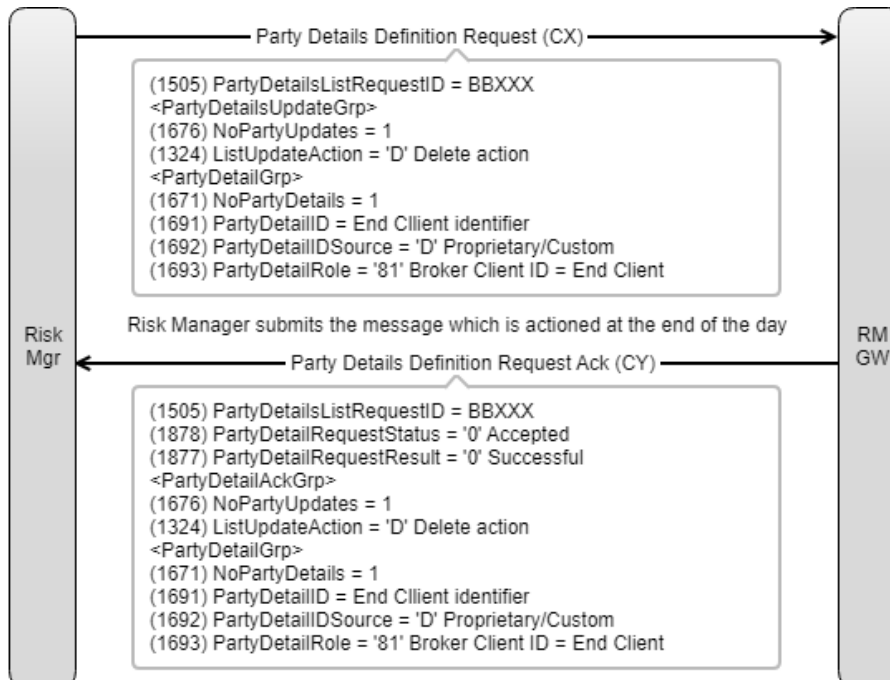 Party Details Definition Request (CX)
(1505) PartyDetailsListRequestID = BBXXX
<PartyDetailsUpdateGrp>
(1676) NoPartyUpdates = 1
(1324) ListUpdateAction = 'D' Delete action
<PartyDetailGrp>
(1671) NoPartyDetails = 1
(1691) PartyDetailID = End Cllient identifier
(1692) PartyDetailIDSource = 'D' Proprietary/Custom
(1693) PartyDetailRole = '81' Broker Client ID = End Client
Risk Manager submits the message which is actioned at the end of the day
Risk
Mgr
RM
GW
Party Details Definition Request Ack (CY)
(1505) PartyDetailsListRequestID = BBXXX
(1878) PartyDetailRequestStatus = '0' Accepted
(1877) PartyDetailRequestResult = '0' Successful
<PartyDetailAckGrp>
(1676) NoPartyUpdates = 1
(1324) ListUpdateAction = 'D' Delete action
<PartyDetailGrp>
(1671) NoPartyDetails = 1
(1691) PartyDetailID = End Cllient identifier
(1692) PartyDetailIDSource = 'D' Proprietary/Custom
(1693) PartyDetailRole = '81' Broker Client ID = End Client